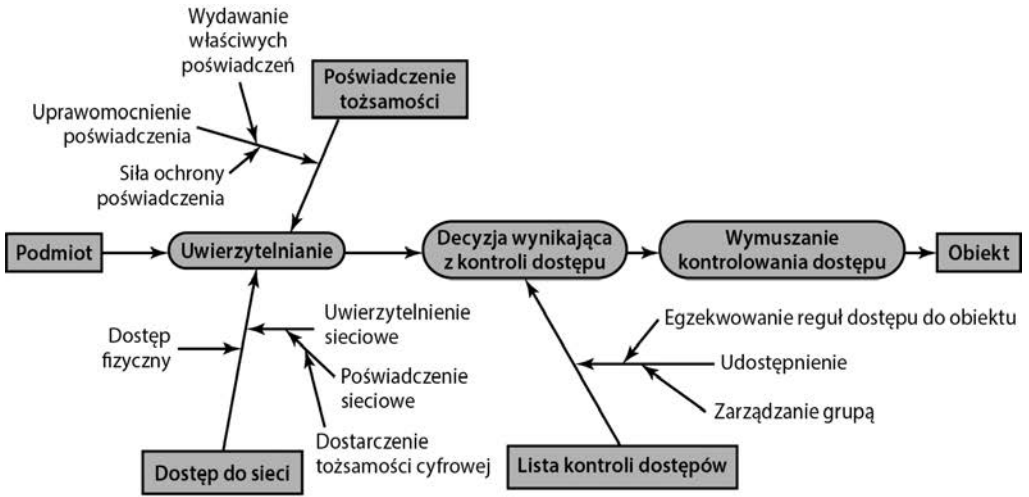 Wydawanie
właściwych
poświadczeń
Poświadczenie
tożsamości
Uprawomocnienie
poświadczenia
Siła ochrony
poświadczenia
Podmiot
Uwierzytelnianie
Decyzja wynikająca
z kontroli dostępu
Wymuszanie
kontrolowania dostępu
Obiekt
Dostęp
fizyczny
Uwierzytelnienie
sieciowe
Poświadczenie
sieciowe
Dostarczenie
tożsamości cyfrowej
Egzekwowanie reguł dostępu do obiektu
Udostępnienie
Zarządzanie grupą
Dostęp do sieci
Lista kontroli dostępów